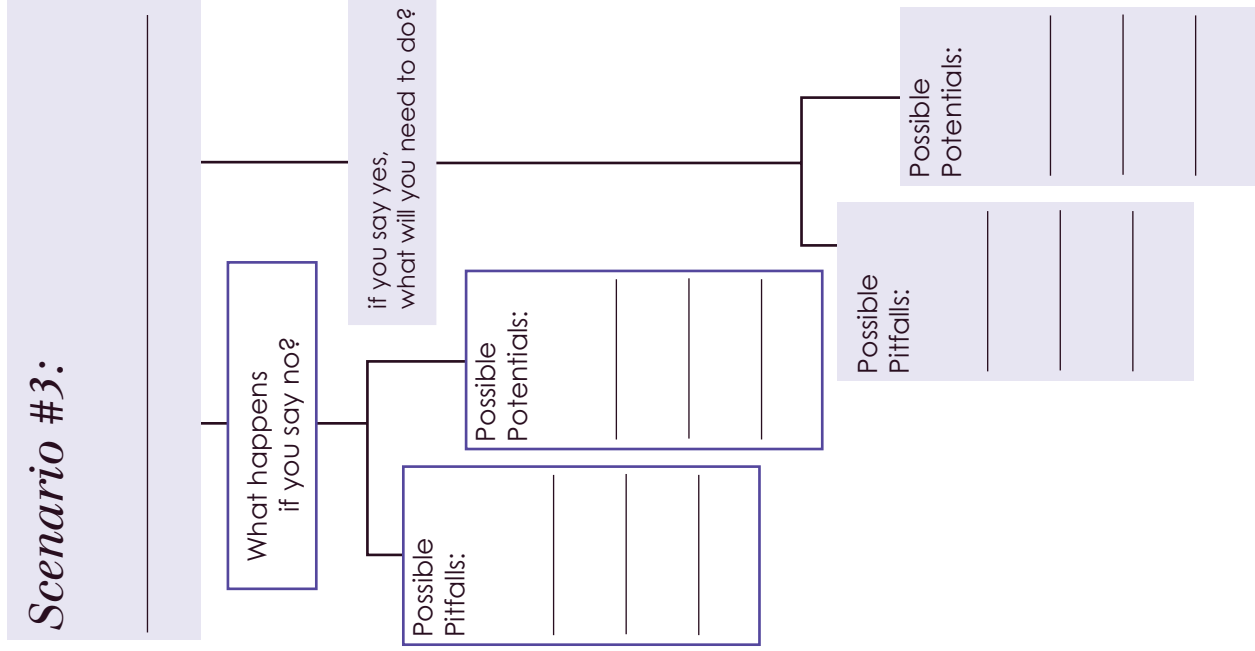 Scenario #3:
What happens
if you say no?
Possible
Pitfalls:
Possible
Potentials:
if you say yes,
what will you need to do?
Possible
Pitfalls:
Possible
Potentials: